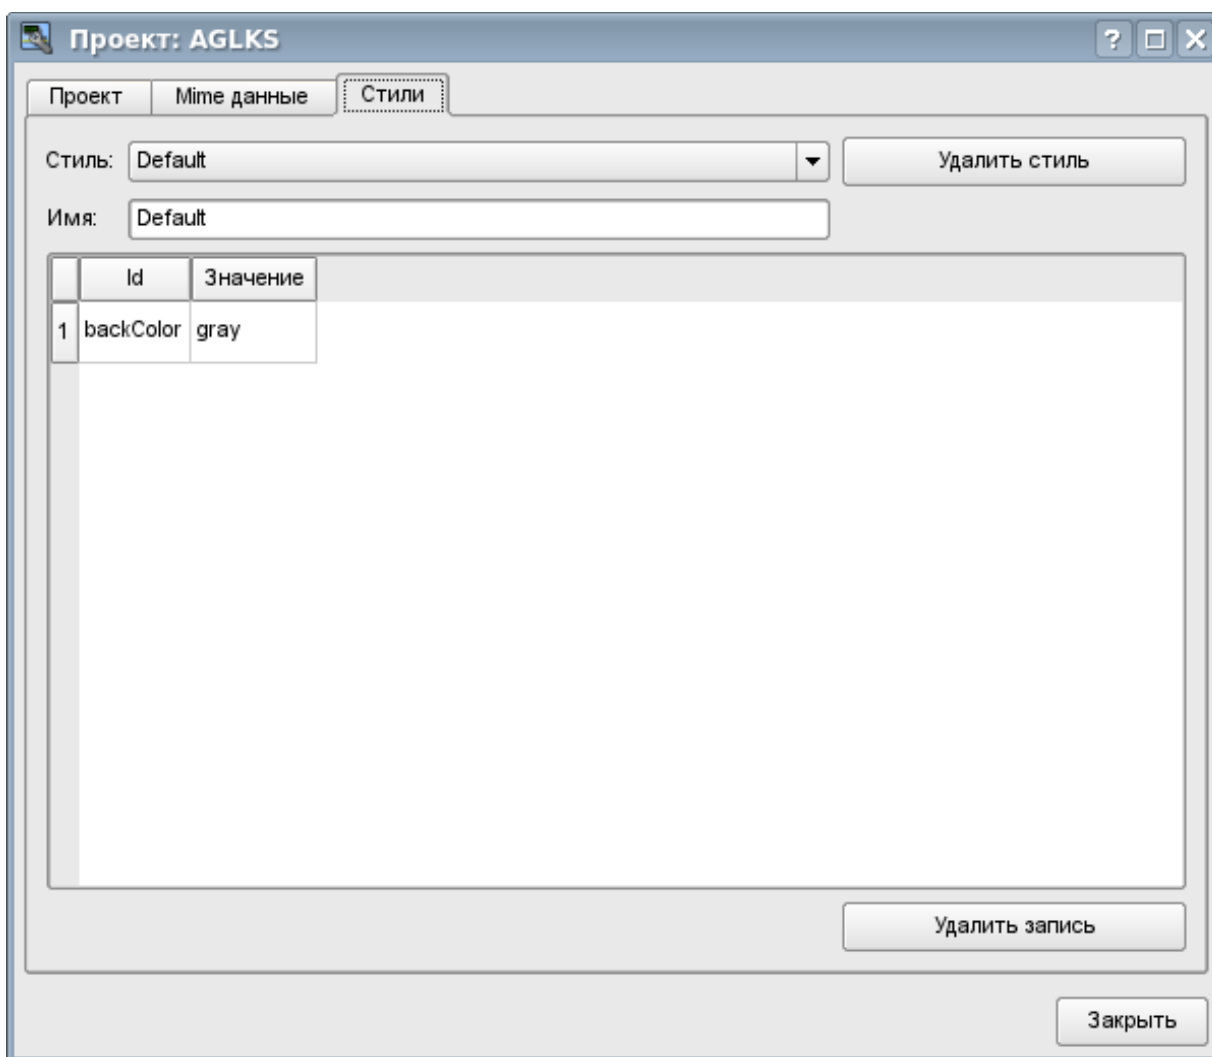 Проект: AGLKS
Проект Mime данные Стили
Стиль: Default Удалить стиль
Имя: Default
Id Значение
1 backColor gray
Удалить запись
Закрыть